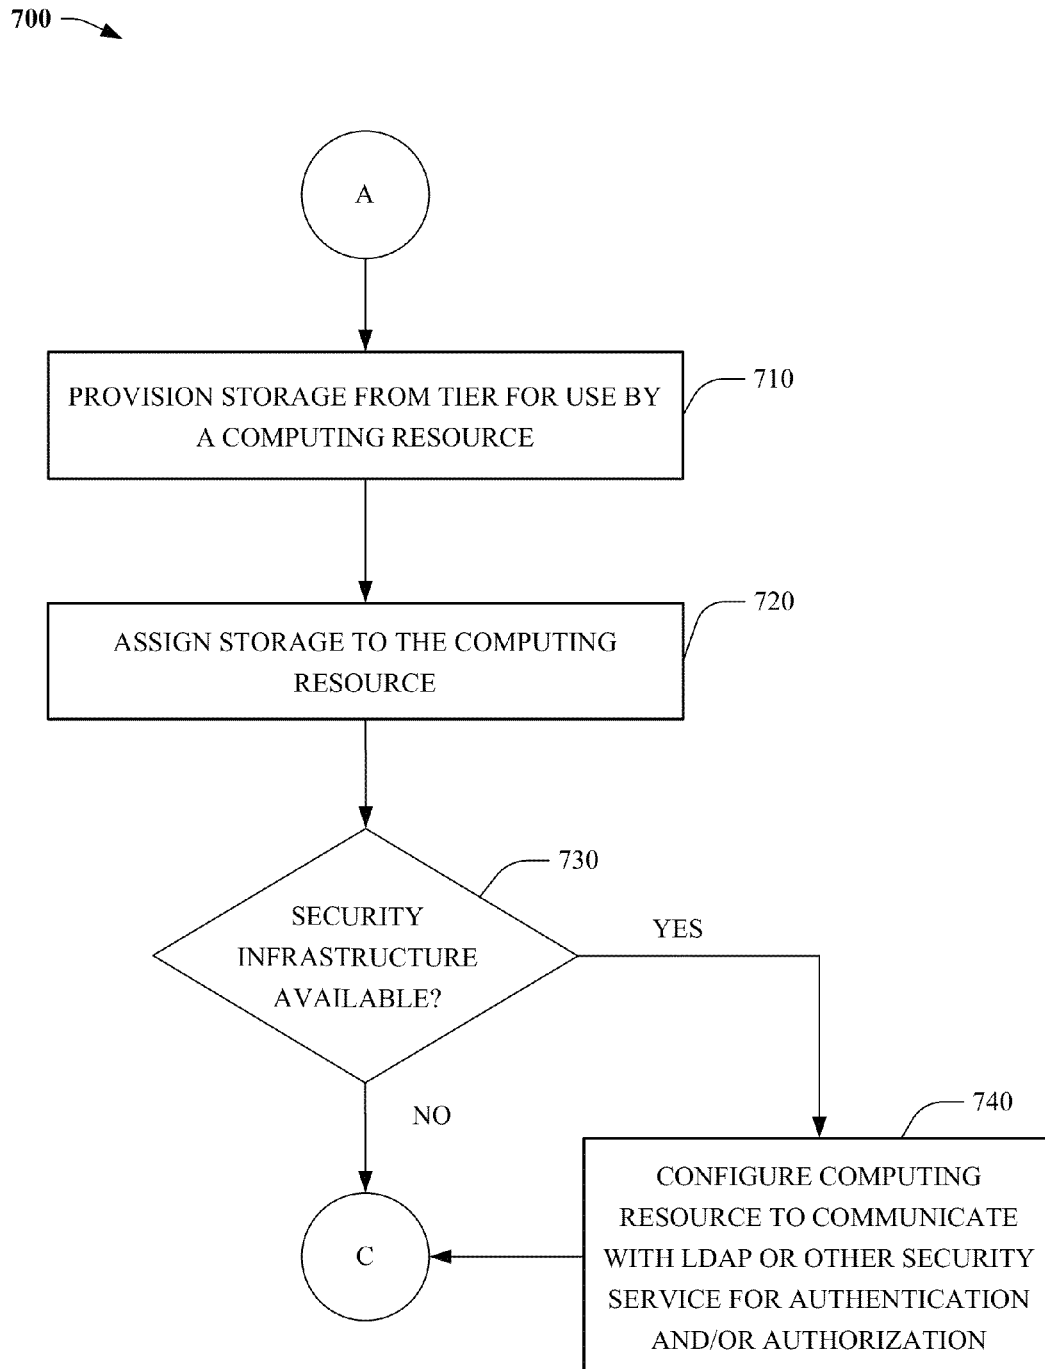 700
A
PROVISION STORAGE FROM TIER FOR USE BY
A COMPUTING RESOURCE
710
ASSIGN STORAGE TO THE COMPUTING
RESOURCE
720
SECURITY
INFRASTRUCTURE
AVAILABLE?
730
YES
NO
740
CONFIGURE COMPUTING
RESOURCE TO COMMUNICATE
WITH LDAP OR OTHER SECURITY
SERVICE FOR AUTHENTICATION
AND/OR AUTHORIZATION
C